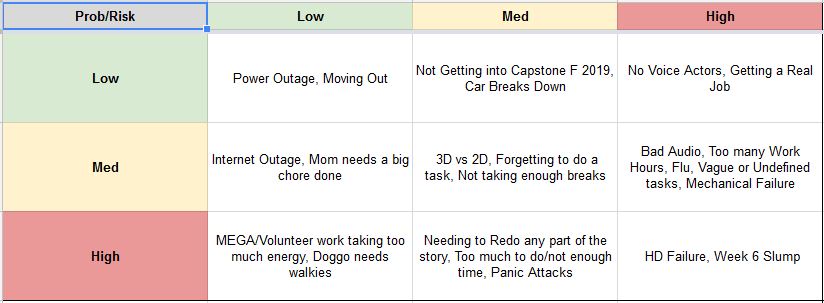 Prob/Risk
Low
Med
High
Low
Power Outage, Moving Out
Not Getting into Capstone F 2019,
Car Breaks Down
No Voice Actors, Getting a Real
Job
Med
Internet Outage, Mom needs a big
chore done
3D vs 2D, Forgetting to do a
task, Not taking enough breaks
Bad Audio, Too many Work
Hours, Flu, Vague or Undefined
tasks, Mechanical Failure
High
MEGA/Volunteer work taking too
much energy, Doggo needs
walkies
Needing to Redo any part of the
story, Too much to do/not enough
time, Panic Attacks
HD Failure, Week 6 Slump